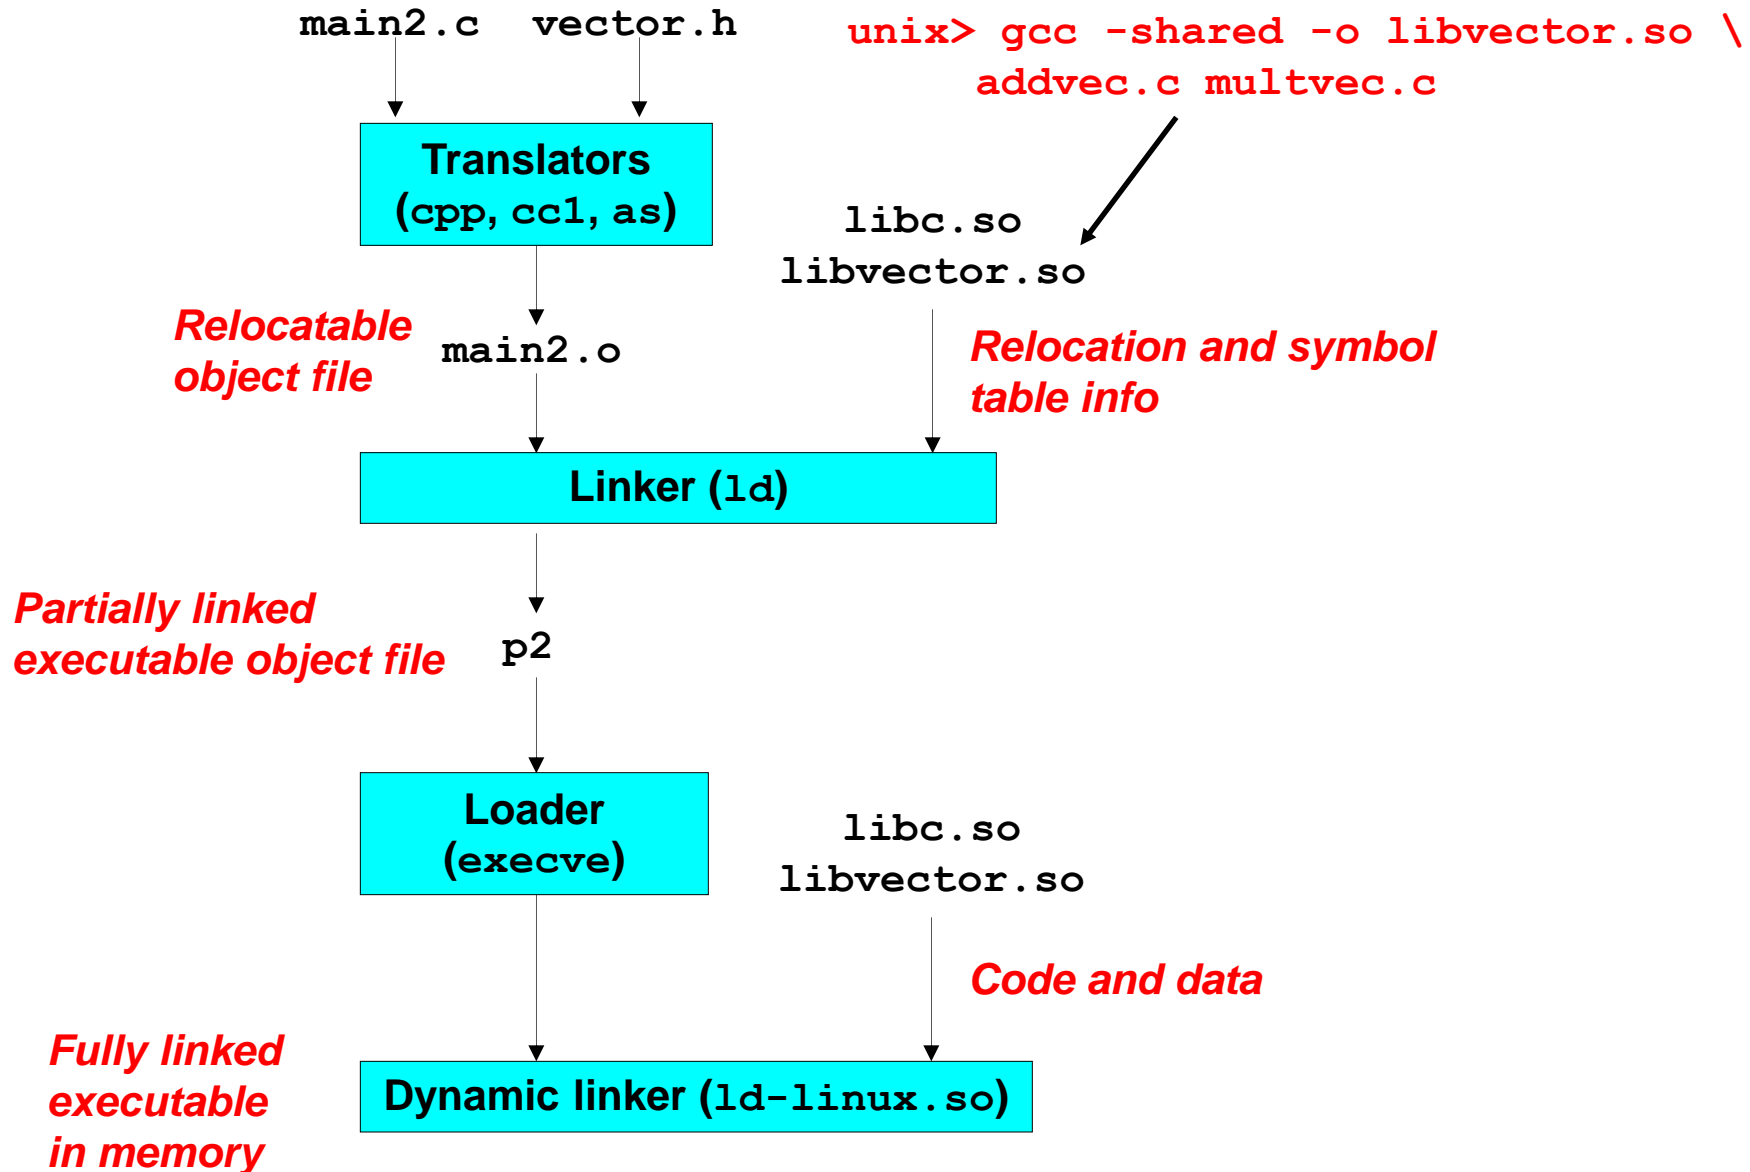 main2.c vector.h
unix> gcc -shared -o libvector.so \
addvec.c multvec.c
Translators
(cpp, cc1, as)
libc.so
libvector.so
Relocatable
object file
main2.o
Relocation and symbol
table info
Linker (ld)
Partially linked
executable object file
p2
Loader
(execve)
libc.so
libvector.so
Code and data
Fully linked
executable
in memory
Dynamic linker (ld-linux.so)